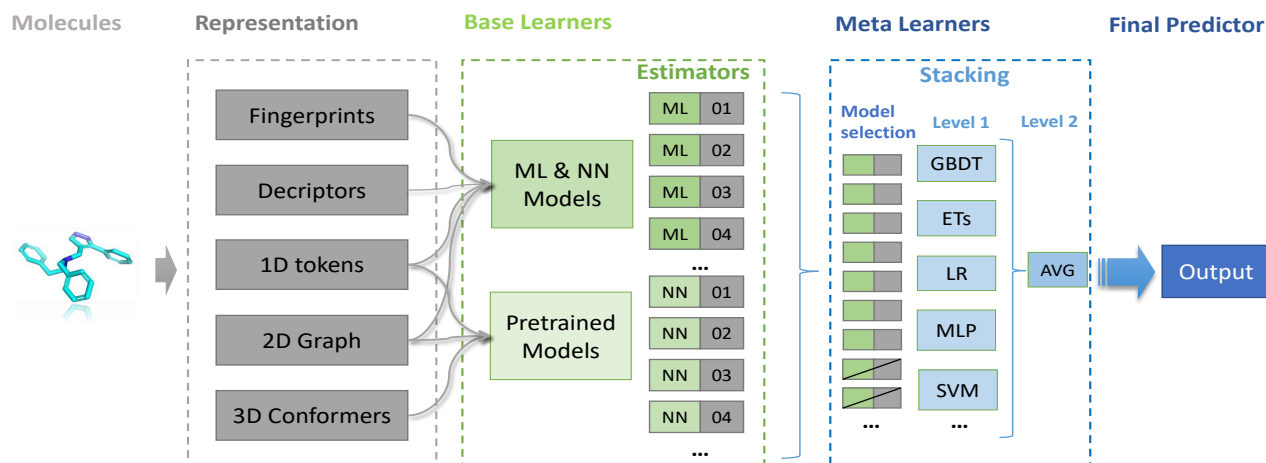 Molecules
Representation
Base Learners
Meta Learners
Final Predictor
Fingerprints
Decriptors
1D tokens
2D Graph
3D Conformers
ML & NN
Models
Pretrained
Models
Estimators
ML 01
ML 02
ML 03
ML 04
...
NN 01
NN 02
NN 03
NN 04
...
Stacking
Model
selection
...
Level 1
GBDT
ETs
LR
MLP
SVM
...
Level 2
AVG
Output